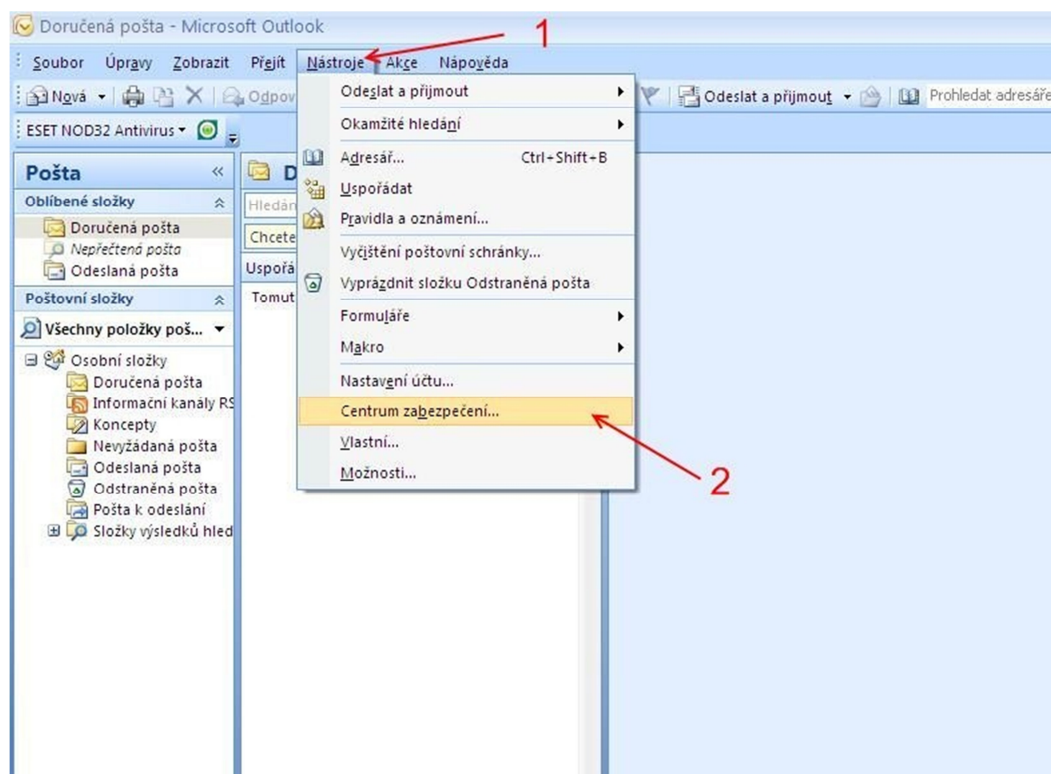 Doručená pošta - Microsoft Outlook
1
Soubor Úpravy Zobrazit Přejít Nástroje Akce Nápověda
Nová Odpov Odeslat a přijmout Prohledat adresáře
ESET NOD32 Antivirus
Pošta
Oblíbené složky
Doručená pošta
Nepřečtená pošta
Odeslaná pošta
Poštovní složky
Všechny položky poš...
Osobní složky
Doručená pošta
Informační kanály RS
Koncepty
Nevyžádaná pošta
Odeslaná pošta
Odstraněná pošta
Pošta k odeslání
Složky výsledků hled
D
Hledán
Chcete
Uspořá
Tomut
Odeslat a přijmout
Okamžité hledání
Adresář... Ctrl+Shift+B
Uspořádat
Pravidla a oznámení...
Vyčištění poštovní schránky...
Vyprázdnit složku Odstraněná pošta
Formuláře
Makro
Nastavení účtu...
Centrum zabezpečení...
Vlastní...
Možnosti...
2